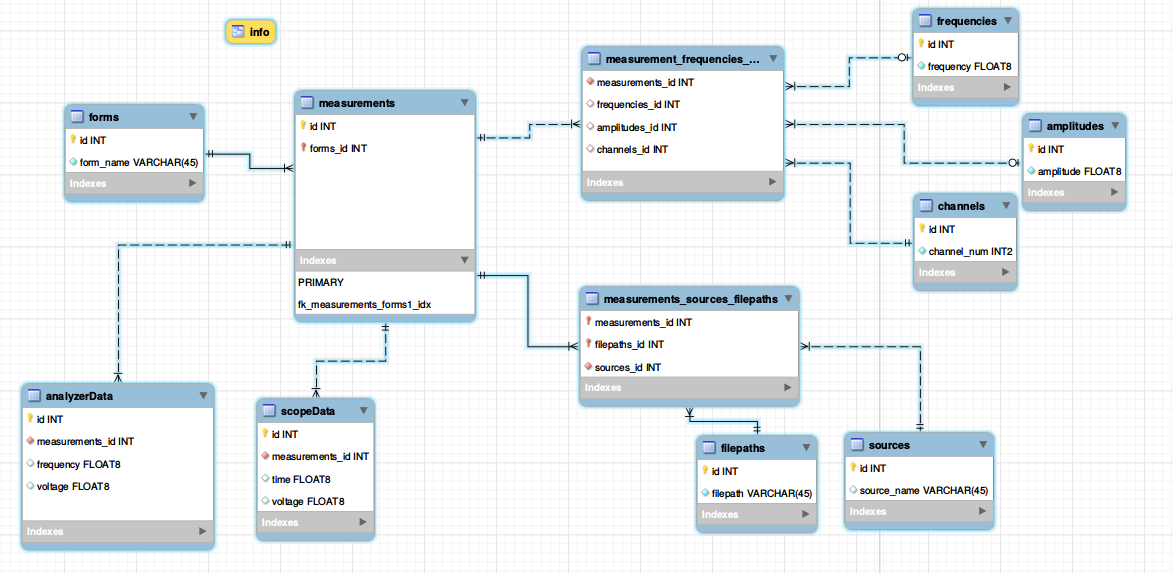 info
frequencies
id INT
frequency FLOAT8
Indexes
measurement_frequencies_...
measurements_id INT
frequencies_id INT
amplitudes_id INT
channels_id INT
Indexes
amplitudes
id INT
amplitude FLOAT8
Indexes
forms
id INT
form_name VARCHAR(45)
Indexes
measurements
id INT
forms_id INT
Indexes
PRIMARY
fk_measurements_forms1_idx
channels
id INT
channel_num INT2
Indexes
measurements_sources_filepaths
measurements_id INT
filepaths_id INT
sources_id INT
Indexes
analyzerData
id INT
measurements_id INT
frequency FLOAT8
voltage FLOAT8
Indexes
scopeData
id INT
measurements_id INT
time FLOAT8
voltage FLOAT8
Indexes
filepaths
id INT
filepath VARCHAR(45)
Indexes
sources
id INT
source_name VARCHAR(45)
Indexes